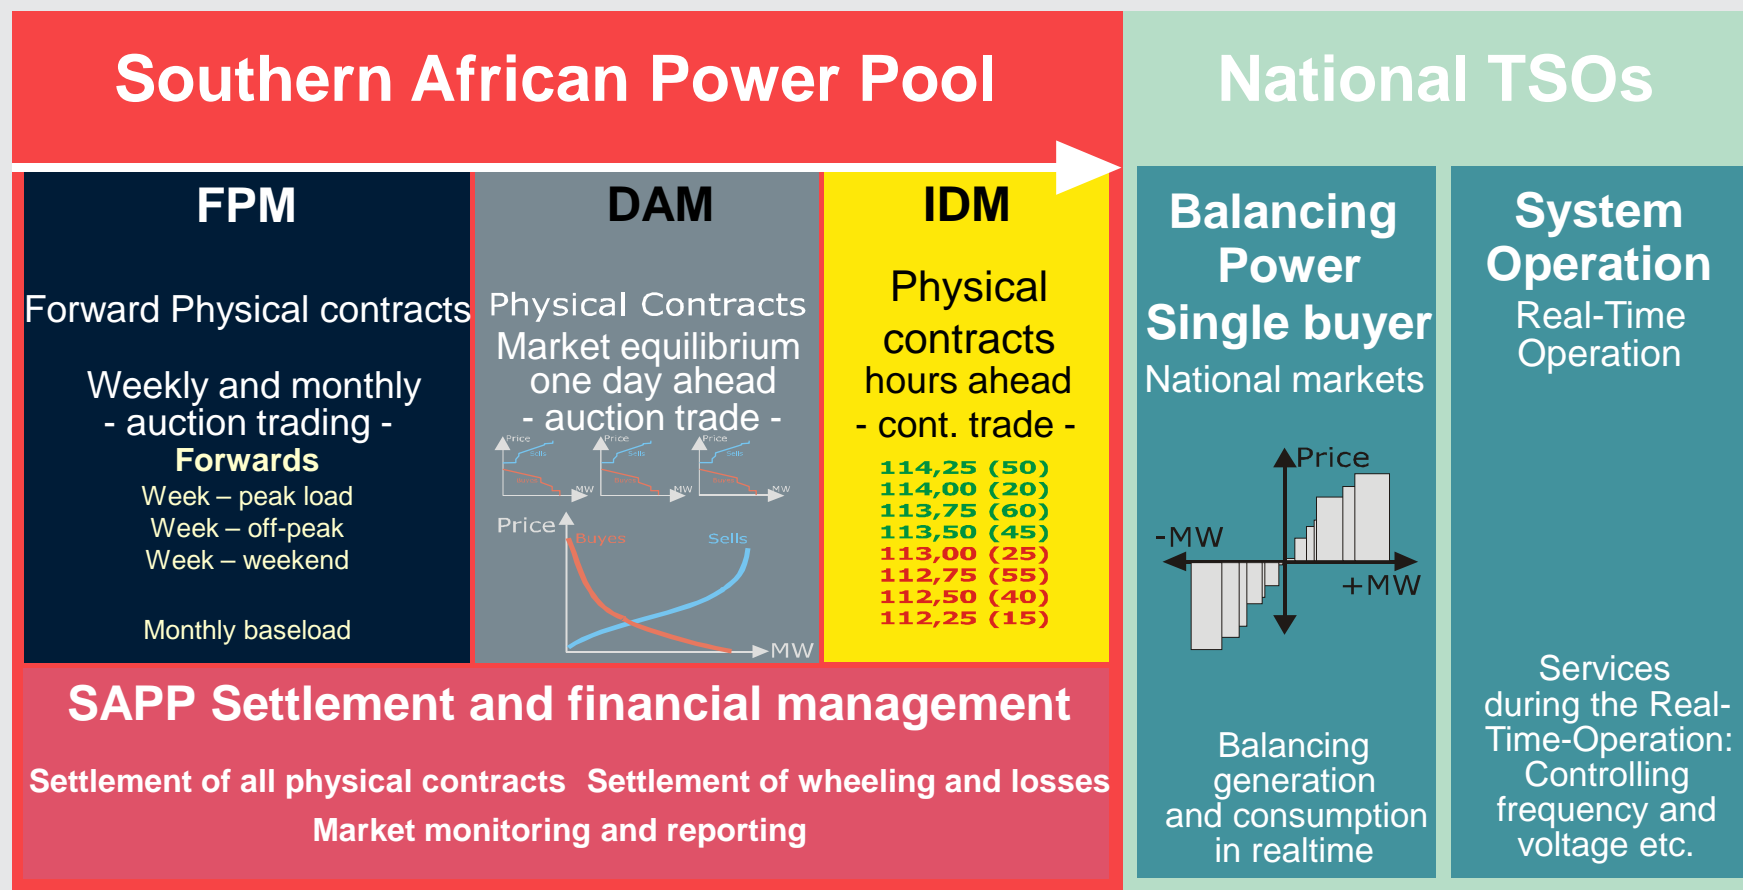 Southern African Power Pool
National TSOs
FPM
Forward Physical contracts
Weekly and monthly
- auction trading -
Forwards
Week – peak load
Week – off-peak
Week – weekend
Monthly baseload
DAM
Physical Contracts
Market equilibrium
one day ahead
- auction trade -
Price
Sells
MW
Price
Sells
MW
Price
Sells
MW
Price
Buyes
Sells
MW
IDM
Physical
contracts
hours ahead
- cont. trade -
114,25 (50)
114,00 (20)
113,75 (60)
113,50 (45)
113,00 (25)
112,75 (55)
112,50 (40)
112,25 (15)
SAPP Settlement and financial management
Settlement of all physical contracts Settlement of wheeling and losses
Market monitoring and reporting
Balancing
Power
Single buyer
National markets
Price
-MW
+MW
Balancing
generation
and consumption
in realtime
System
Operation
Real-Time
Operation
Services
during the Real-
Time-Operation:
Controlling
frequency and
voltage etc.